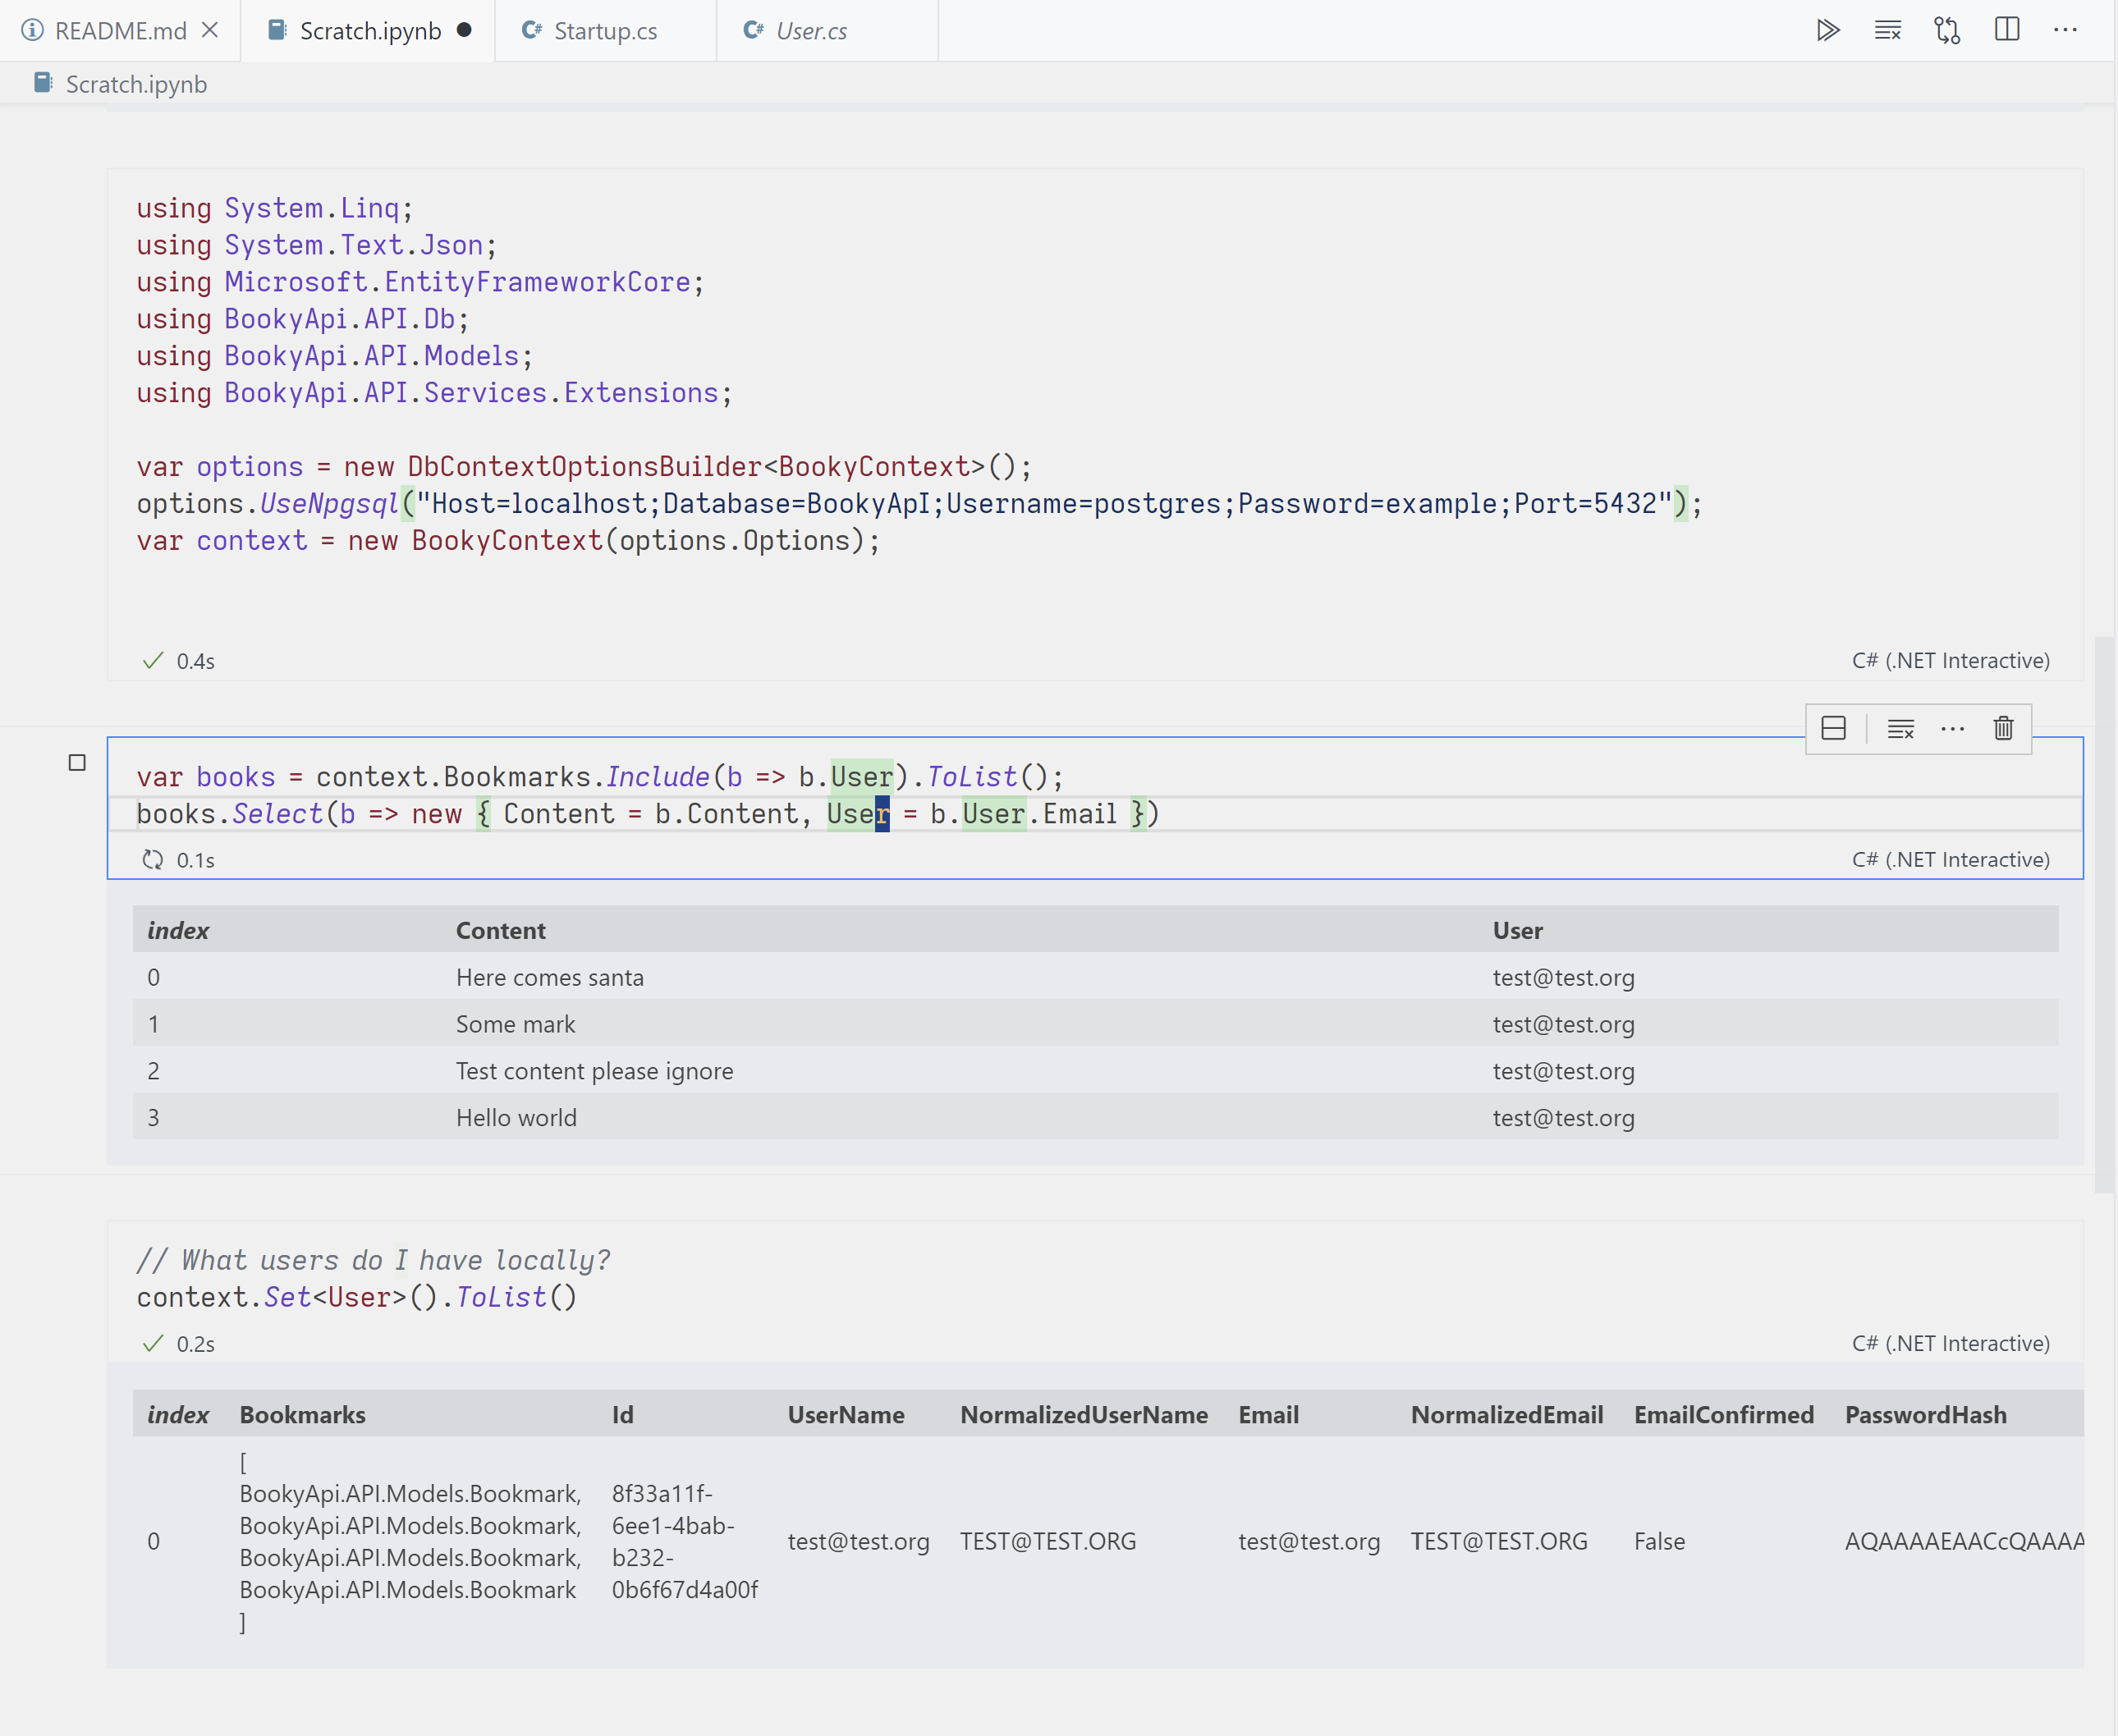 README.md
Scratch.ipynb
Startup.cs
User.cs
Scratch.ipynb
using System.Linq;
using System.Text.Json;
using Microsoft.EntityFrameworkCore;
using BookyApi.API.Db;
using BookyApi.API.Models;
using BookyApi.API.Services.Extensions;
var options = new DbContextOptionsBuilder<BookyContext>();
options.UseNpgsql("Host=localhost;Database=BookyApI;Username=postgres;Password=example;Port=5432");
var context = new BookyContext(options.Options);
0.4s
C# (.NET Interactive)
var books = context.Bookmarks.Include(b => b.User).ToList();
books.Select(b => new { Content = b.Content, User = b.User.Email })
0.1s
C# (.NET Interactive)
index Content User
0 Here comes santa test@test.org
1 Some mark test@test.org
2 Test content please ignore test@test.org
3 Hello world test@test.org
// What users do I have locally?
context.Set<User>().ToList()
0.2s
C# (.NET Interactive)
index Bookmarks Id UserName NormalizedUserName Email NormalizedEmail EmailConfirmed PasswordHash
[
BookyApi.API.Models.Bookmark, 8f33a11f-
BookyApi.API.Models.Bookmark, 6ee1-4bab-
0 test@test.org TEST@TEST.ORG test@test.org TEST@TEST.ORG False AQAAAAEAACcQAAAA
BookyApi.API.Models.Bookmark, b232-
BookyApi.API.Models.Bookmark 0b6f67d4a00f
]